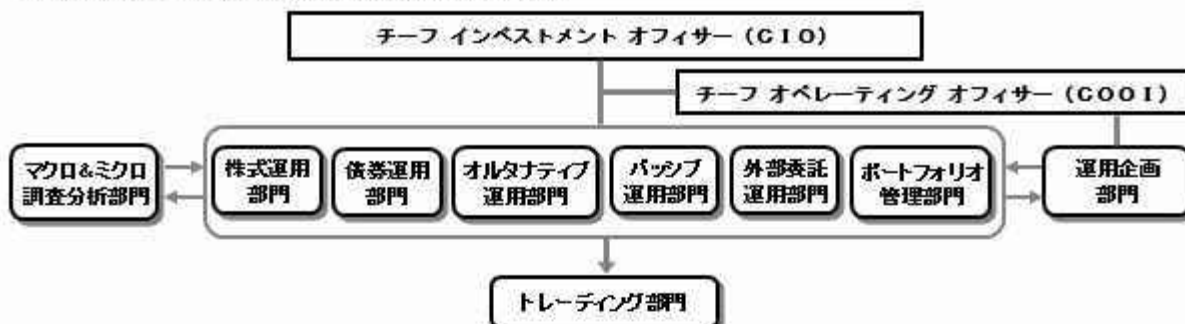 チーフ インベストメント オフィサー (CIO)
チーフ オペレーティング オフィサー (COOI)
マクロ&ミクロ
調査分析部門
株式運用
部門
債券運用
部門
オルタナティブ
運用部門
パッシブ
運用部門
外部委託
運用部門
ポートフォリオ
管理部門
運用企画
部門
トレーディング部門